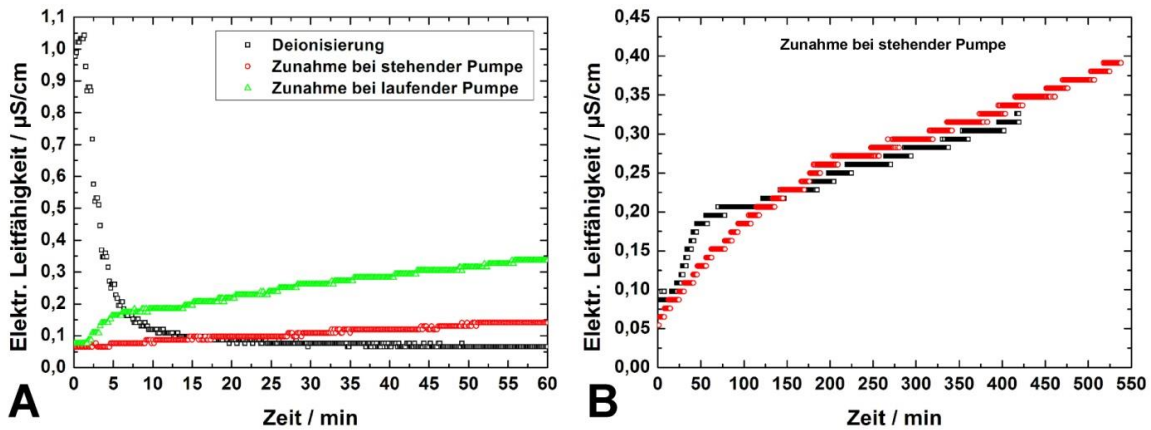 1,1
1,0
0,9
0,8
0,7
0,6
0,5
0,4
0,3
0,2
0,1
0,0
Elektr. Leitfähigkeit / µS/cm
Deionisierung
Zunahme bei stehender Pumpe
Zunahme bei laufender Pumpe
0 5 10 15 20 25 30 35 40 45 50 55 60
Zeit / min
A
0,45
0,40
0,35
0,30
0,25
0,20
0,15
0,10
0,05
0,00
Elektr. Leitfähigkeit / µS/cm
Zunahme bei stehender Pumpe
0 50 100 150 200 250 300 350 400 450 500 550
Zeit / min
B